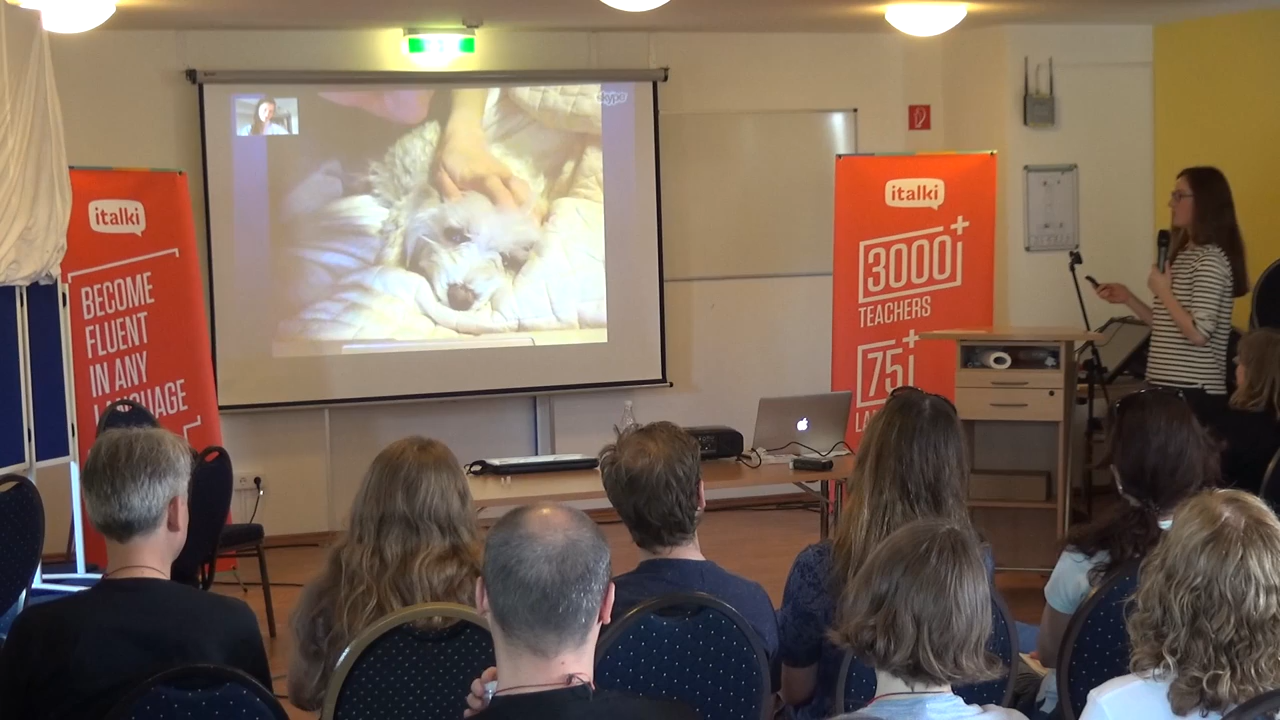 skype
italki
BECOME
FLUENT
IN ANY
LANGUAGE
italki
3000+
TEACHERS
75+